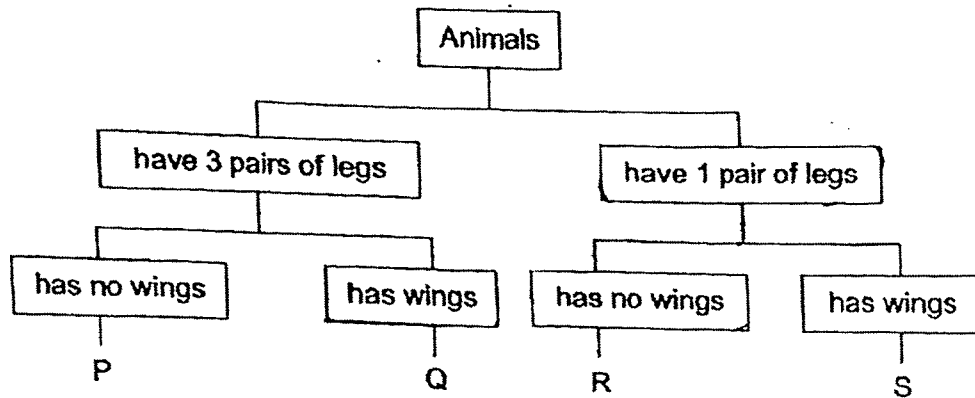 Animals
have 3 pairs of legs
have 1 pair of legs
has no wings
has wings
has no wings
has wings
P
Q
R
S